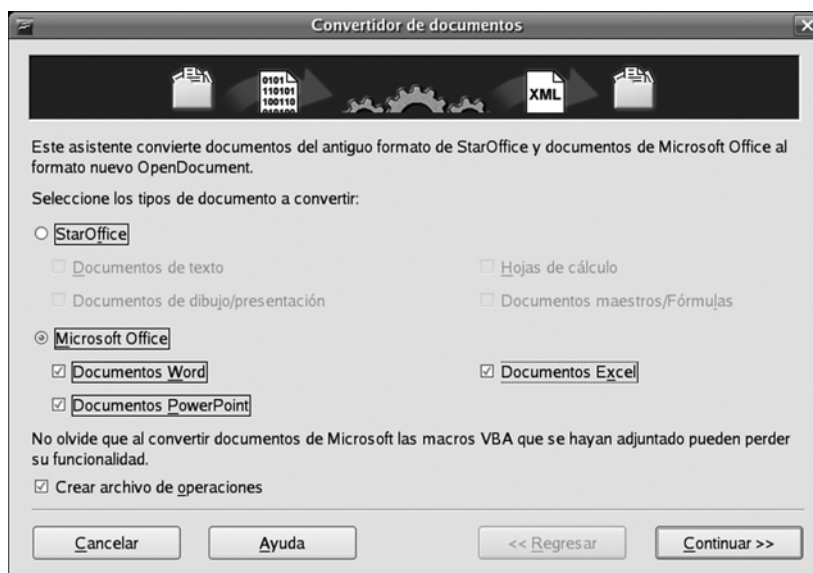 Convertidor de documentos
0101
110101
100110
010100
XML
Este asistente convierte documentos del antiguo formato de StarOffice y documentos de Microsoft Office al
formato nuevo OpenDocument.
Seleccione los tipos de documento a convertir:
StarOffice
Documentos de texto
Hojas de cálculo
Documentos de dibujo/presentación
Documentos maestros/Fórmulas
Microsoft Office
Documentos Word
Documentos Excel
Documentos PowerPoint
No olvide que al convertir documentos de Microsoft las macros VBA que se hayan adjuntado pueden perder
su funcionalidad.
Crear archivo de operaciones
Cancelar
Ayuda
<< Regresar
Continuar >>